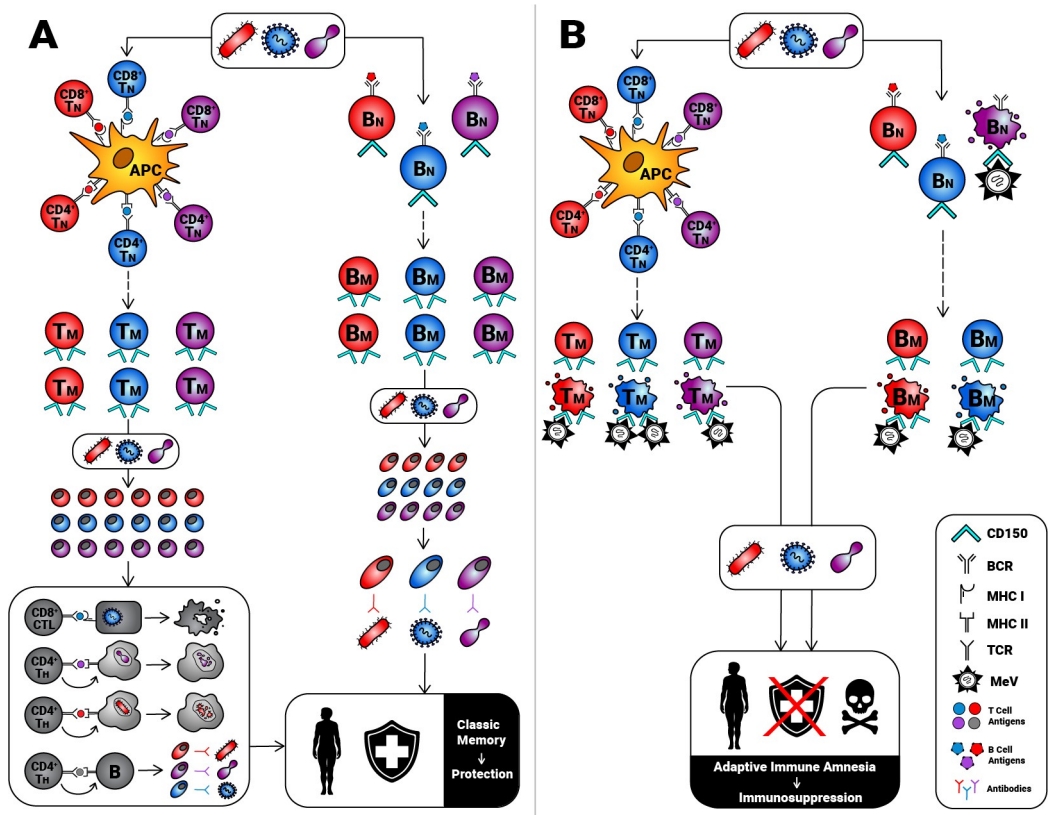 A
CD8⁺
TN
CD8⁺
TN
CD8⁺
TN
APC
CD4⁺
TN
CD4⁺
TN
CD4⁺
TN
BN
BN
BN
TM
TM
TM
TM
TM
TM
BM
BM
BM
BM
BM
BM
CD8⁺
CTL
CD4⁺
TH
CD4⁺
TH
CD4⁺
TH
B
Classic
Memory
↓
Protection
B
CD8⁺
TN
CD8⁺
TN
CD8⁺
TN
APC
CD4⁺
TN
CD4⁺
TN
CD4⁺
TN
BN
BN
BN
TM
TM
TM
TM
TM
TM
BM
BM
BM
BM
Adaptive Immune Amnesia
↓
Immunosuppression
CD150
BCR
MHC I
MHC II
TCR
MeV
T Cell
Antigens
B Cell
Antigens
Antibodies